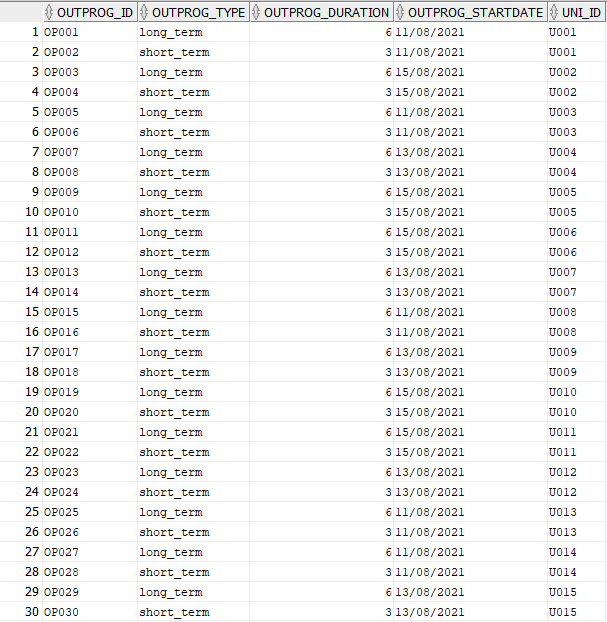 OUTPROG_ID OUTPROG_TYPE OUTPROG_DURATION OUTPROG_STARTDATE UNI_ID
1 OP001 long_term 6 11/08/2021 U001
2 OP002 short_term 3 11/08/2021 U001
3 OP003 long_term 6 15/08/2021 U002
4 OP004 short_term 3 15/08/2021 U002
5 OP005 long_term 6 11/08/2021 U003
6 OP006 short_term 3 11/08/2021 U003
7 OP007 long_term 6 13/08/2021 U004
8 OP008 short_term 3 13/08/2021 U004
9 OP009 long_term 6 15/08/2021 U005
10 OP010 short_term 3 15/08/2021 U005
11 OP011 long_term 6 15/08/2021 U006
12 OP012 short_term 3 15/08/2021 U006
13 OP013 long_term 6 13/08/2021 U007
14 OP014 short_term 3 13/08/2021 U007
15 OP015 long_term 6 11/08/2021 U008
16 OP016 short_term 3 11/08/2021 U008
17 OP017 long_term 6 13/08/2021 U009
18 OP018 short_term 3 13/08/2021 U009
19 OP019 long_term 6 15/08/2021 U010
20 OP020 short_term 3 15/08/2021 U010
21 OP021 long_term 6 15/08/2021 U011
22 OP022 short_term 3 15/08/2021 U011
23 OP023 long_term 6 13/08/2021 U012
24 OP024 short_term 3 13/08/2021 U012
25 OP025 long_term 6 11/08/2021 U013
26 OP026 short_term 3 11/08/2021 U013
27 OP027 long_term 6 11/08/2021 U014
28 OP028 short_term 3 11/08/2021 U014
29 OP029 long_term 6 13/08/2021 U015
30 OP030 short_term 3 13/08/2021 U015